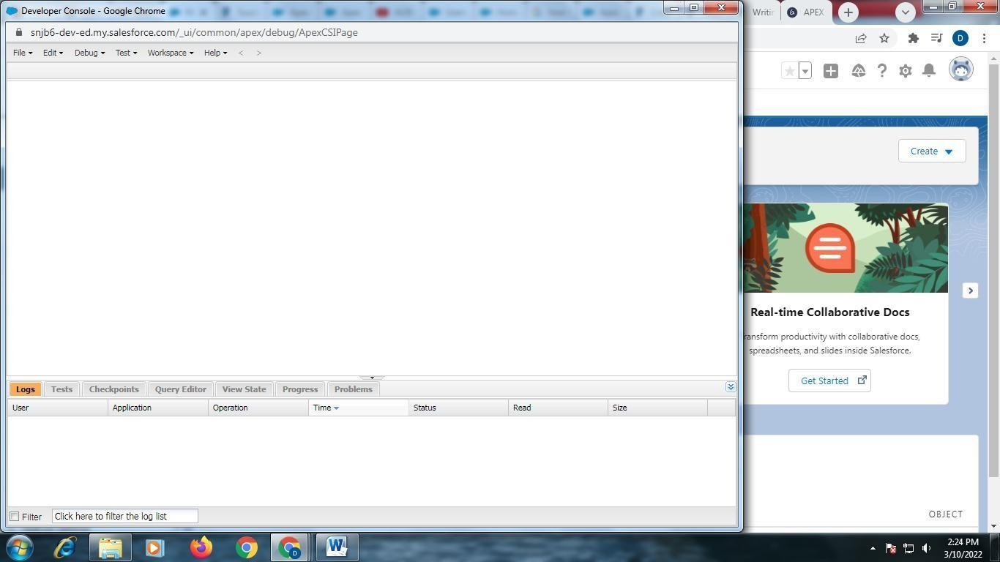 Developer Console - Google Chrome
snjb6-dev-ed.my.salesforce.com/_ui/common/apex/debug/ApexCSIPage
File Edit Debug Test Workspace Help < >
Logs Tests Checkpoints Query Editor View State Progress Problems
User Application Operation Time Status Read Size
Filter Click here to filter the log list
Writin APEX
D
Create
Real-time Collaborative Docs
ransform productivity with collaborative docs,
spreadsheets, and slides inside Salesforce.
Get Started
OBJECT
2:24 PM
3/10/2022